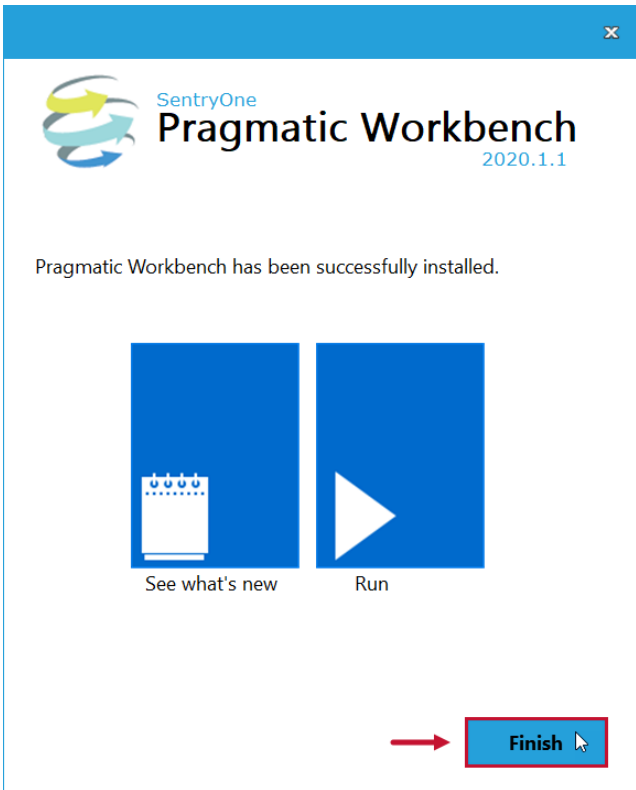 SentryOne
Pragmatic Workbench
2020.1.1
Pragmatic Workbench has been successfully installed.
See what's new
Run
Finish